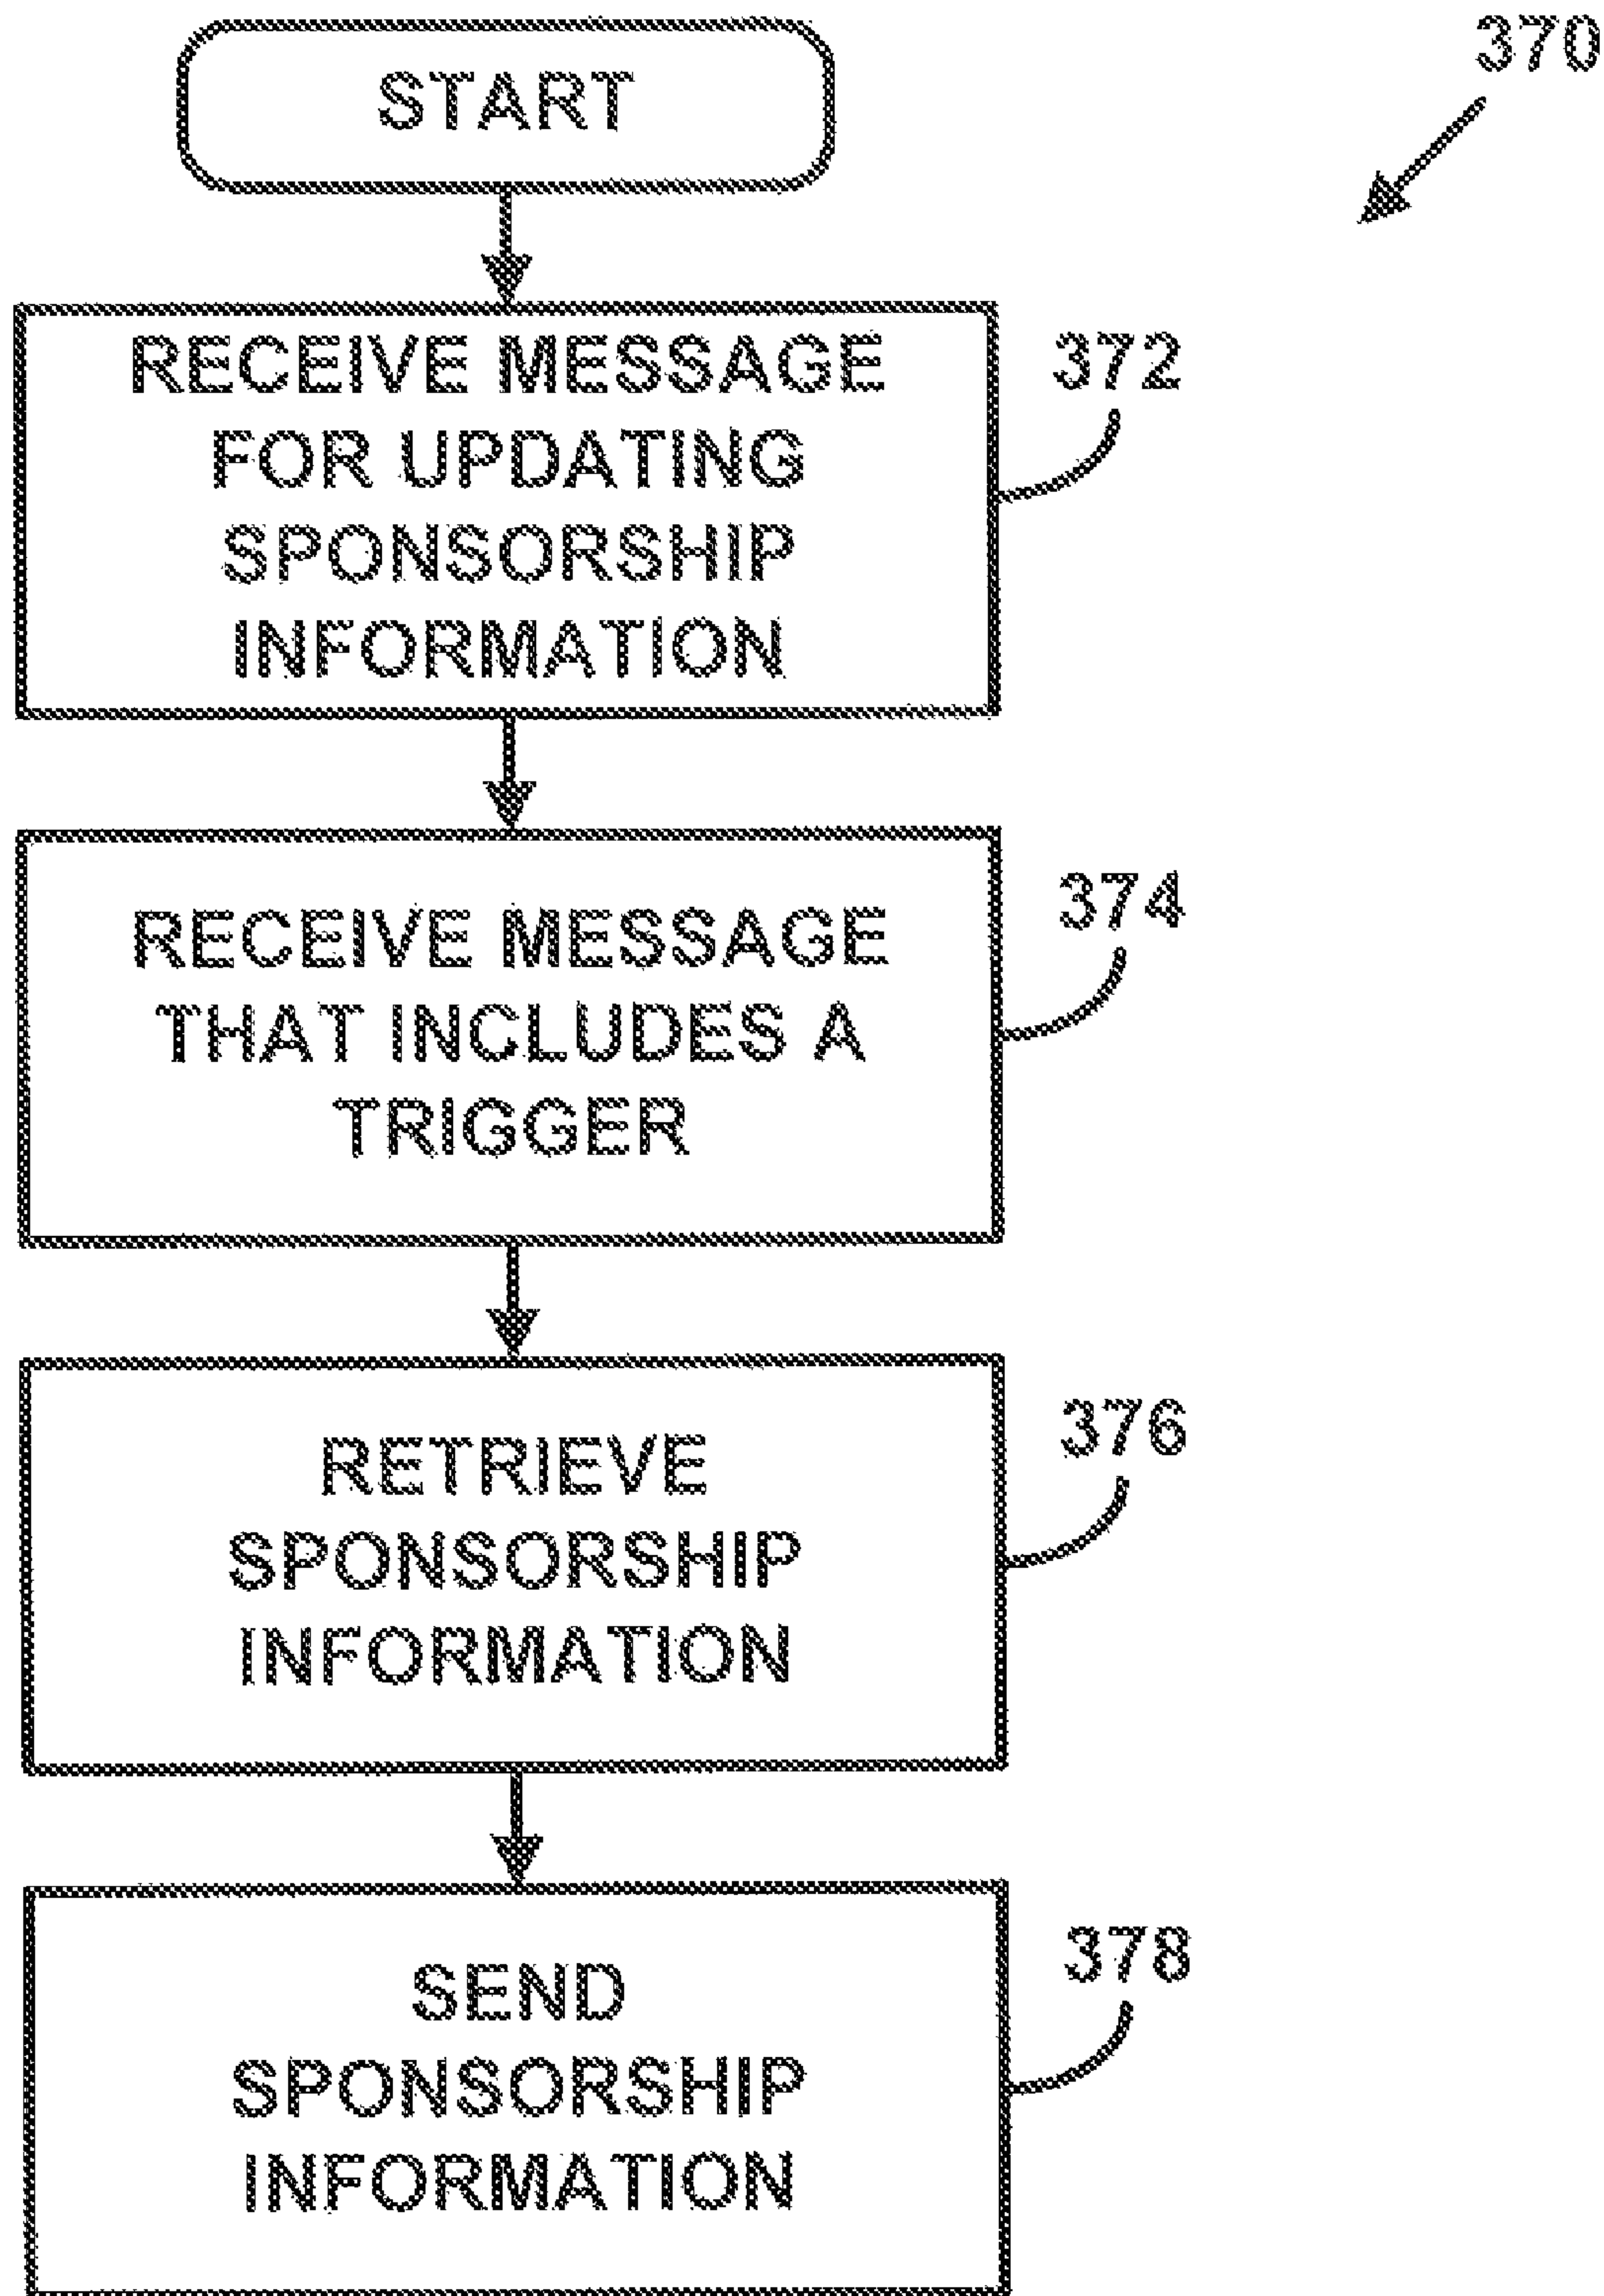 START
370
RECEIVE MESSAGE
FOR UPDATING
SPONSORSHIP
INFORMATION
372
RECEIVE MESSAGE
THAT INCLUDES A
TRIGGER
374
RETRIEVE
SPONSORSHIP
INFORMATION
376
SEND
SPONSORSHIP
INFORMATION
378